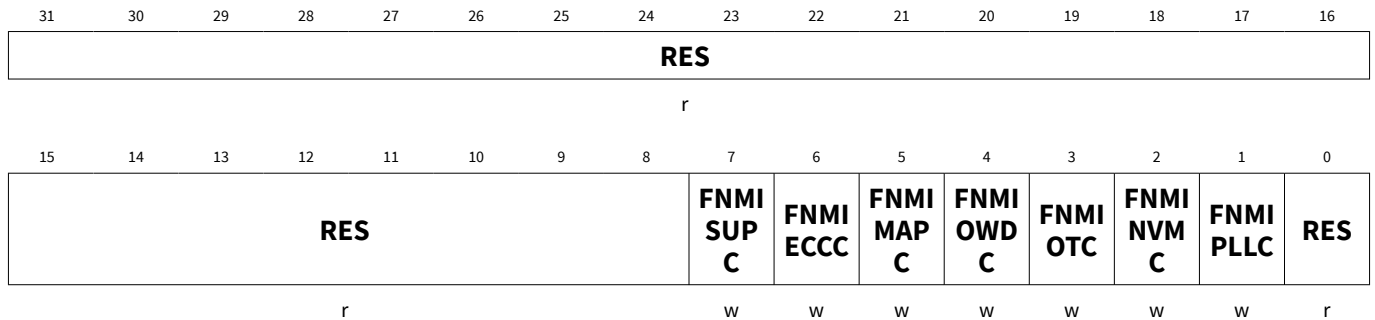 31 30 29 28 27 26 25 24 23 22 21 20 19 18 17 16
RES
r
15 14 13 12 11 10 9 8 7 6 5 4 3 2 1 0
RES FNMI SUP C FNMI ECCC FNMI MAP C FNMI OWD C FNMI OTC FNMI NVM C FNMI PLLC RES
r w w w w w w w r